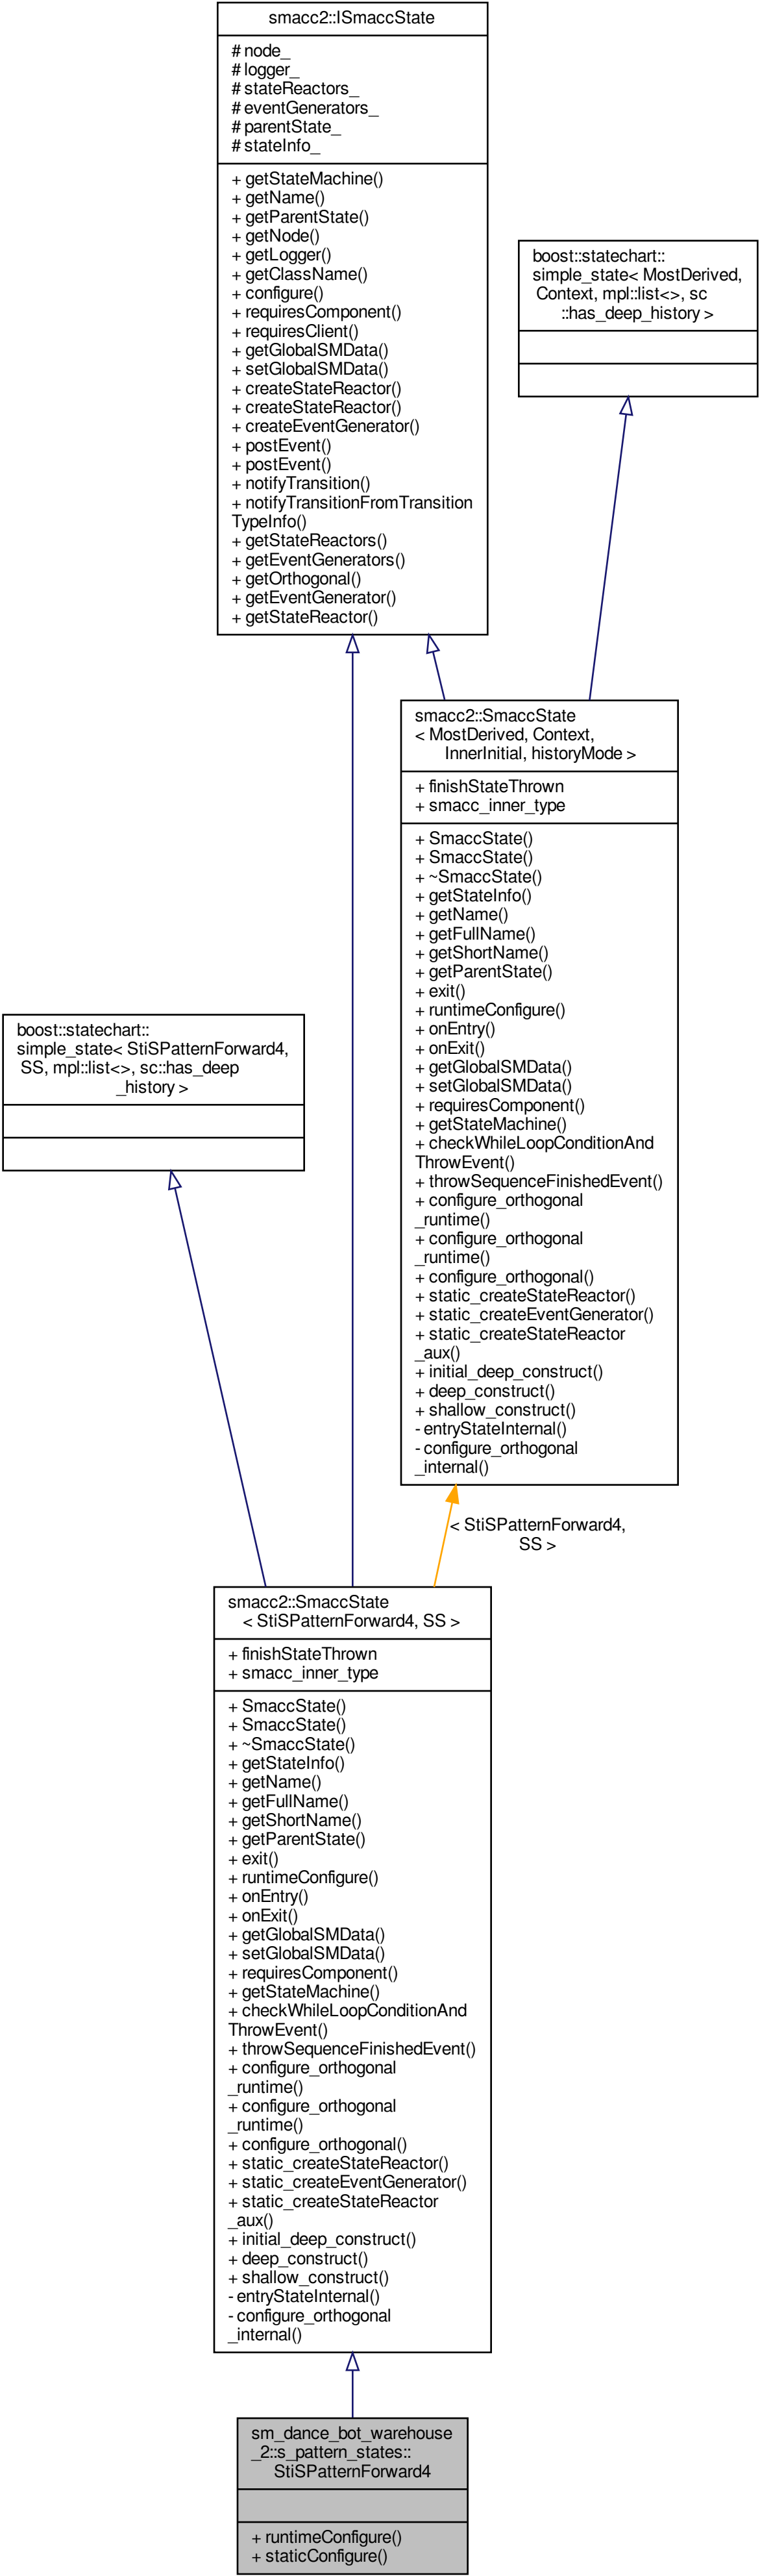 smacc2::ISmaccState
# node_
# logger_
# stateReactors_
# eventGenerators_
# parentState_
# stateInfo_
+ getStateMachine()
+ getName()
+ getParentState()
+ getNode()
+ getLogger()
+ getClassName()
+ configure()
+ requiresComponent()
+ requiresClient()
+ getGlobalSMData()
+ setGlobalSMData()
+ createStateReactor()
+ createStateReactor()
+ createEventGenerator()
+ postEvent()
+ postEvent()
+ notifyTransition()
+ notifyTransitionFromTransition
TypeInfo()
+ getStateReactors()
+ getEventGenerators()
+ getOrthogonal()
+ getEventGenerator()
+ getStateReactor()
boost::statechart::
simple_state< MostDerived,
Context, mpl::list<>, sc
::has_deep_history >
smacc2::SmaccState
< MostDerived, Context,
InnerInitial, historyMode >
+ finishStateThrown
+ smacc_inner_type
+ SmaccState()
+ SmaccState()
+ ~SmaccState()
+ getStateInfo()
+ getName()
+ getFullName()
+ getShortName()
+ getParentState()
+ exit()
+ runtimeConfigure()
+ onEntry()
+ onExit()
+ getGlobalSMData()
+ setGlobalSMData()
+ requiresComponent()
+ getStateMachine()
+ checkWhileLoopConditionAnd
ThrowEvent()
+ throwSequenceFinishedEvent()
+ configure_orthogonal
_runtime()
+ configure_orthogonal
_runtime()
+ configure_orthogonal()
+ static_createStateReactor()
+ static_createEventGenerator()
+ static_createStateReactor
_aux()
+ initial_deep_construct()
+ deep_construct()
+ shallow_construct()
- entryStateInternal()
- configure_orthogonal
_internal()
boost::statechart::
simple_state< StiSPatternForward4,
SS, mpl::list<>, sc::has_deep
_history >
< StiSPatternForward4,
SS >
smacc2::SmaccState
< StiSPatternForward4, SS >
+ finishStateThrown
+ smacc_inner_type
+ SmaccState()
+ SmaccState()
+ ~SmaccState()
+ getStateInfo()
+ getName()
+ getFullName()
+ getShortName()
+ getParentState()
+ exit()
+ runtimeConfigure()
+ onEntry()
+ onExit()
+ getGlobalSMData()
+ setGlobalSMData()
+ requiresComponent()
+ getStateMachine()
+ checkWhileLoopConditionAnd
ThrowEvent()
+ throwSequenceFinishedEvent()
+ configure_orthogonal
_runtime()
+ configure_orthogonal
_runtime()
+ configure_orthogonal()
+ static_createStateReactor()
+ static_createEventGenerator()
+ static_createStateReactor
_aux()
+ initial_deep_construct()
+ deep_construct()
+ shallow_construct()
- entryStateInternal()
- configure_orthogonal
_internal()
sm_dance_bot_warehouse
_2::s_pattern_states::
StiSPatternForward4
+ runtimeConfigure()
+ staticConfigure()